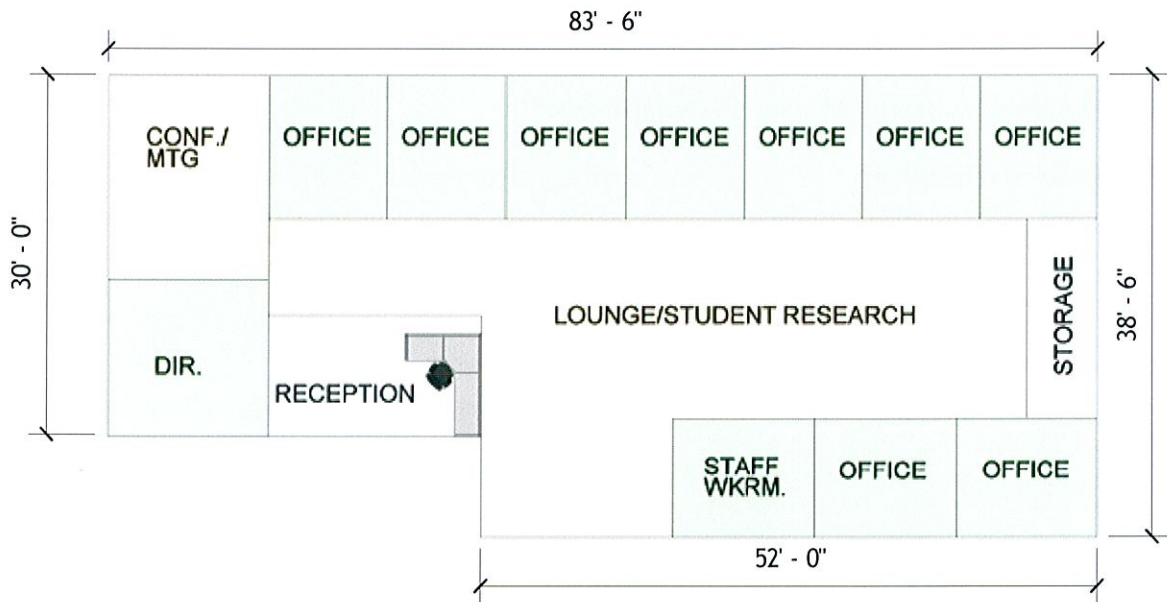 83' - 6"
CONF./
MTG
OFFICE OFFICE OFFICE OFFICE OFFICE OFFICE OFFICE
30' - 0"
LOUNGE/STUDENT RESEARCH
STORAGE
38' - 6"
DIR.
RECEPTION
STAFF
WKRM.
OFFICE OFFICE
52' - 0"